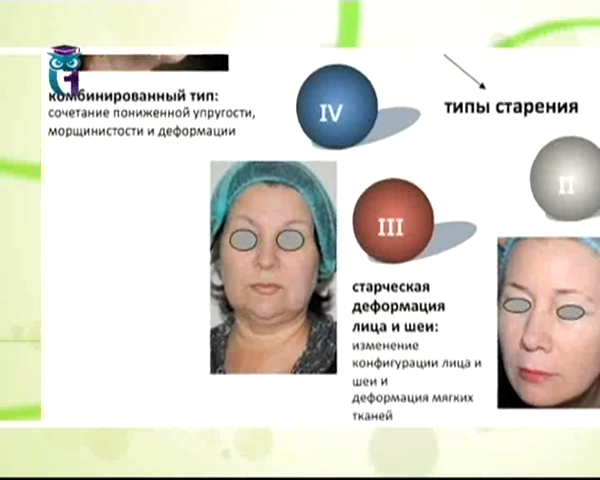 1
комбинированный тип:
сочетание пониженной упругости,
морщинистости и деформации
IV
типы старения
II
III
старческая
деформация
лица и шеи:
изменение
конфигурации лица и
шеи и
деформация мягких
тканей